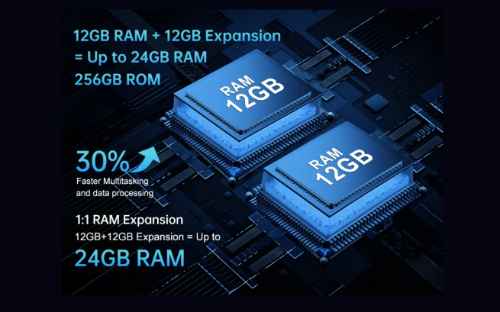 12GB RAM + 12GB Expansion
= Up to 24GB RAM
256GB ROM
RAM
12GB
RAM
12GB
30%
Faster Multitasking
and data processing
1:1 RAM Expansion
12GB+12GB Expansion = Up to
24GB RAM